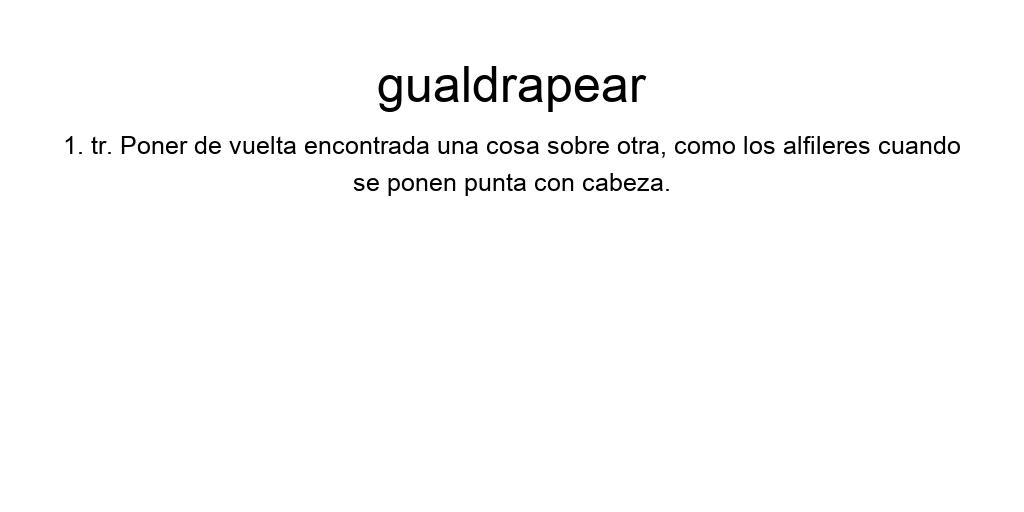 gualdrapear
1. tr. Poner de vuelta encontrada una cosa sobre otra, como los alfileres cuando
se ponen punta con cabeza.